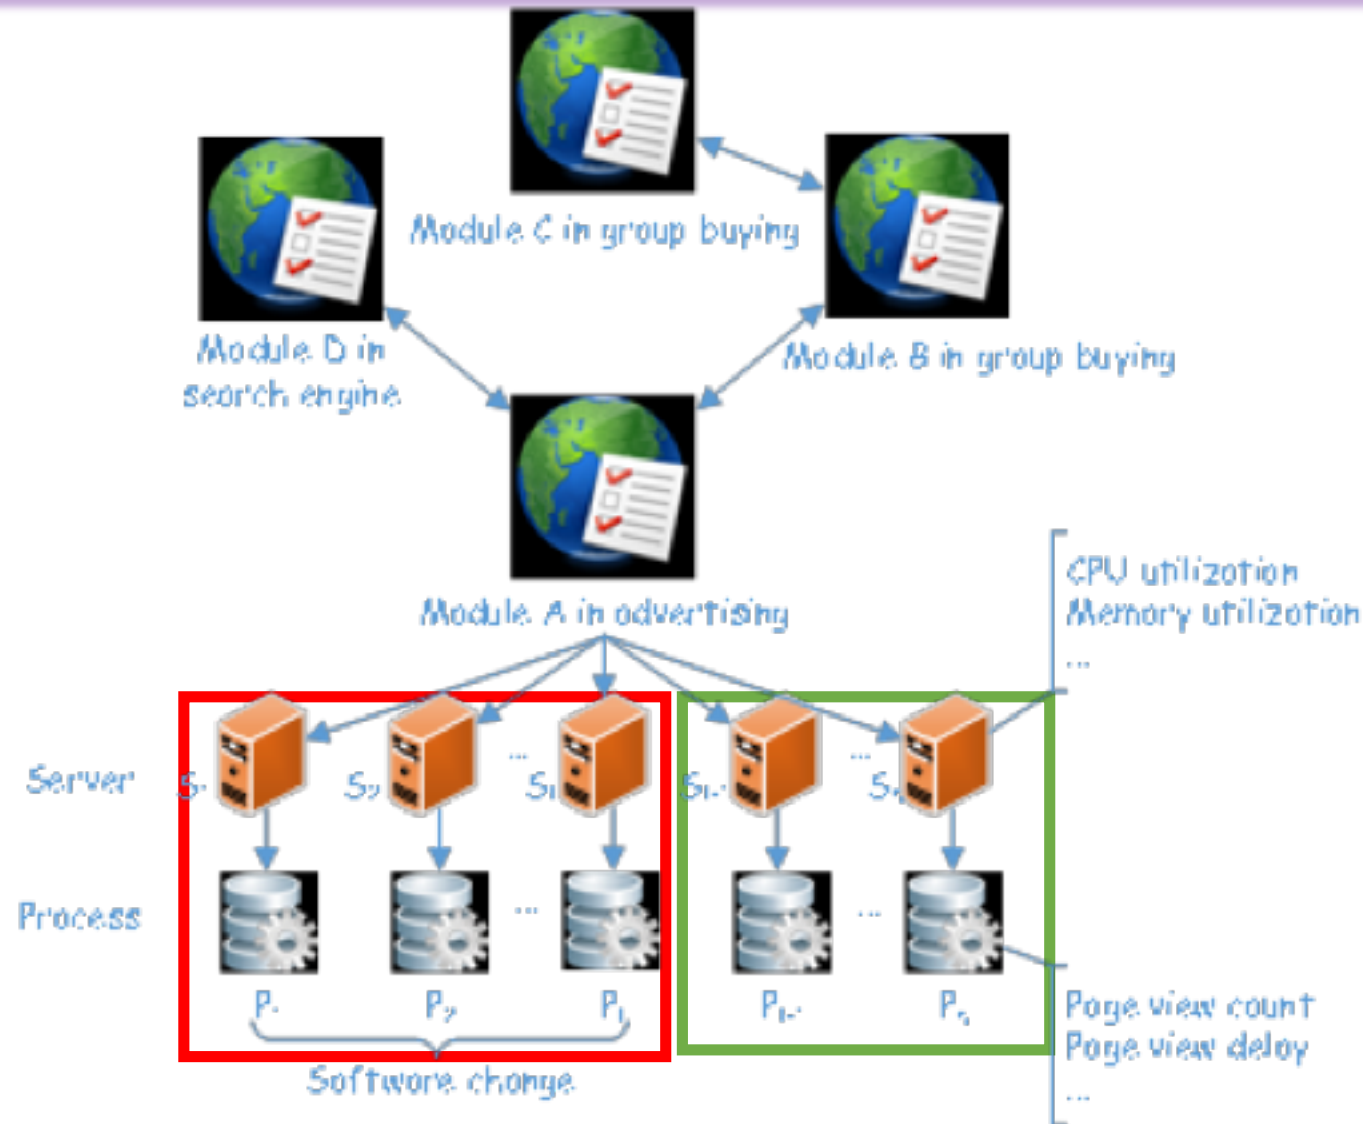 Module C in group buying
Module D in
search engine
Module B in group buying
Module A in advertising
CPU utilization
Memory utilization
...
Server
... ...
S₂
Process
... ...
P₂
Software change
Page view count
Page view delay
...